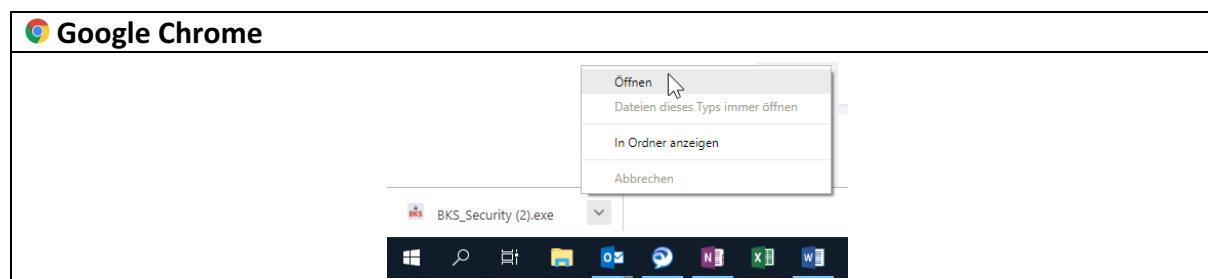 Google Chrome
Öffnen
Dateien dieses Typs immer öffnen
In Ordner anzeigen
Abbrechen
BKS BKS_Security (2).exe